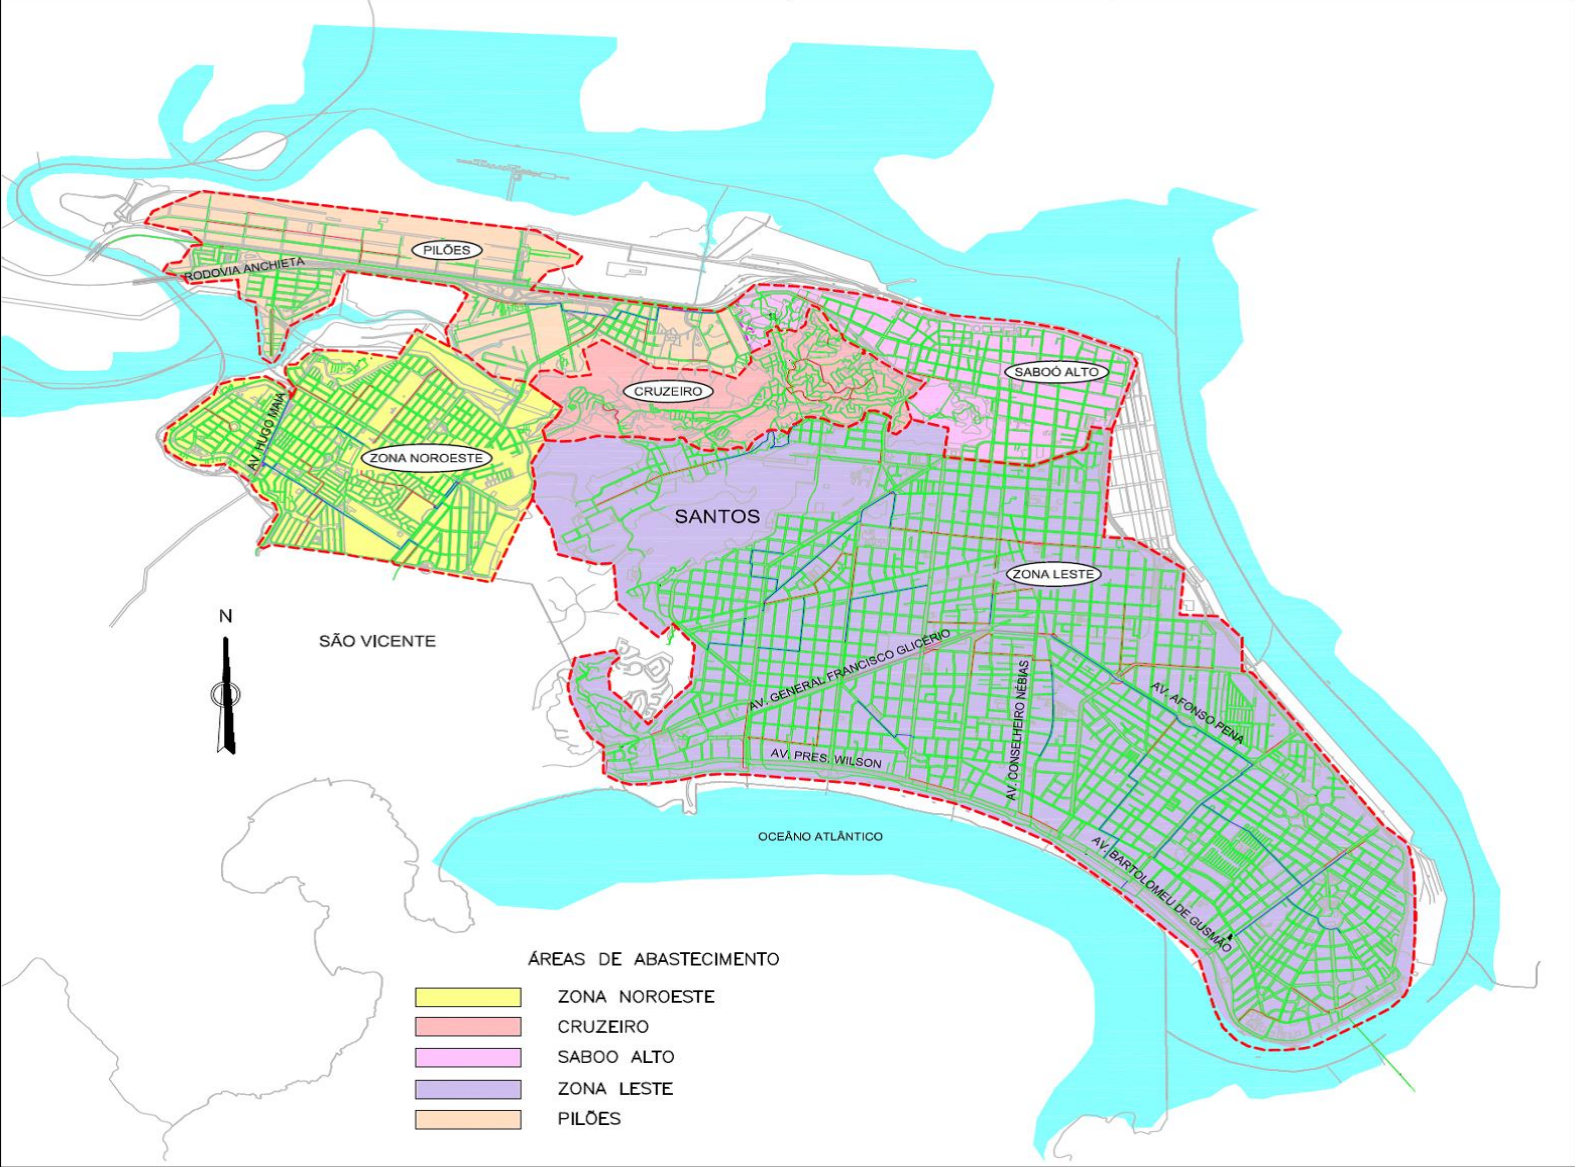 PILÕES
RODOVIA ANCHIETA
SABOÓ ALTO
CRUZEIRO
AV. HUGO MAIA
ZONA NOROESTE
SANTOS
ZONA LESTE
N
SÃO VICENTE
AV. GENERAL FRANCISCO GLICÉRIO
AV. CONSELHEIRO NÉBIAS
AV. AFONSO PENA
AV. PRES. WILSON
OCEÂNO ATLÂNTICO
AV. BARTOLOMEU DE GUSMÃO
ÁREAS DE ABASTECIMENTO
ZONA NOROESTE
CRUZEIRO
SABOO ALTO
ZONA LESTE
PILÕES